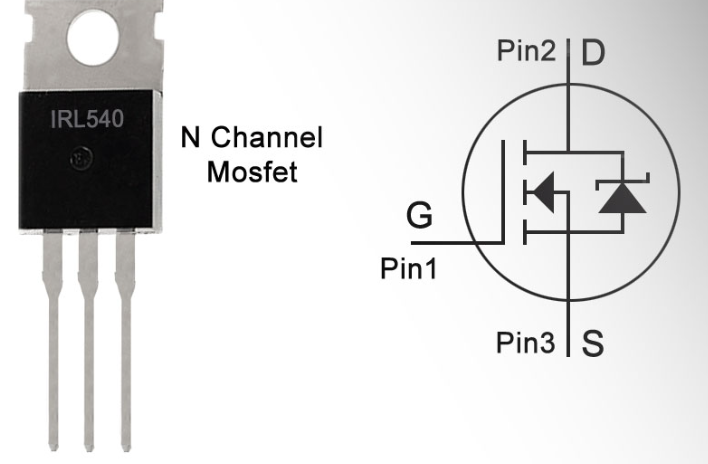 IRL540
N Channel
Mosfet
Pin2 D
G
Pin1
Pin3 S